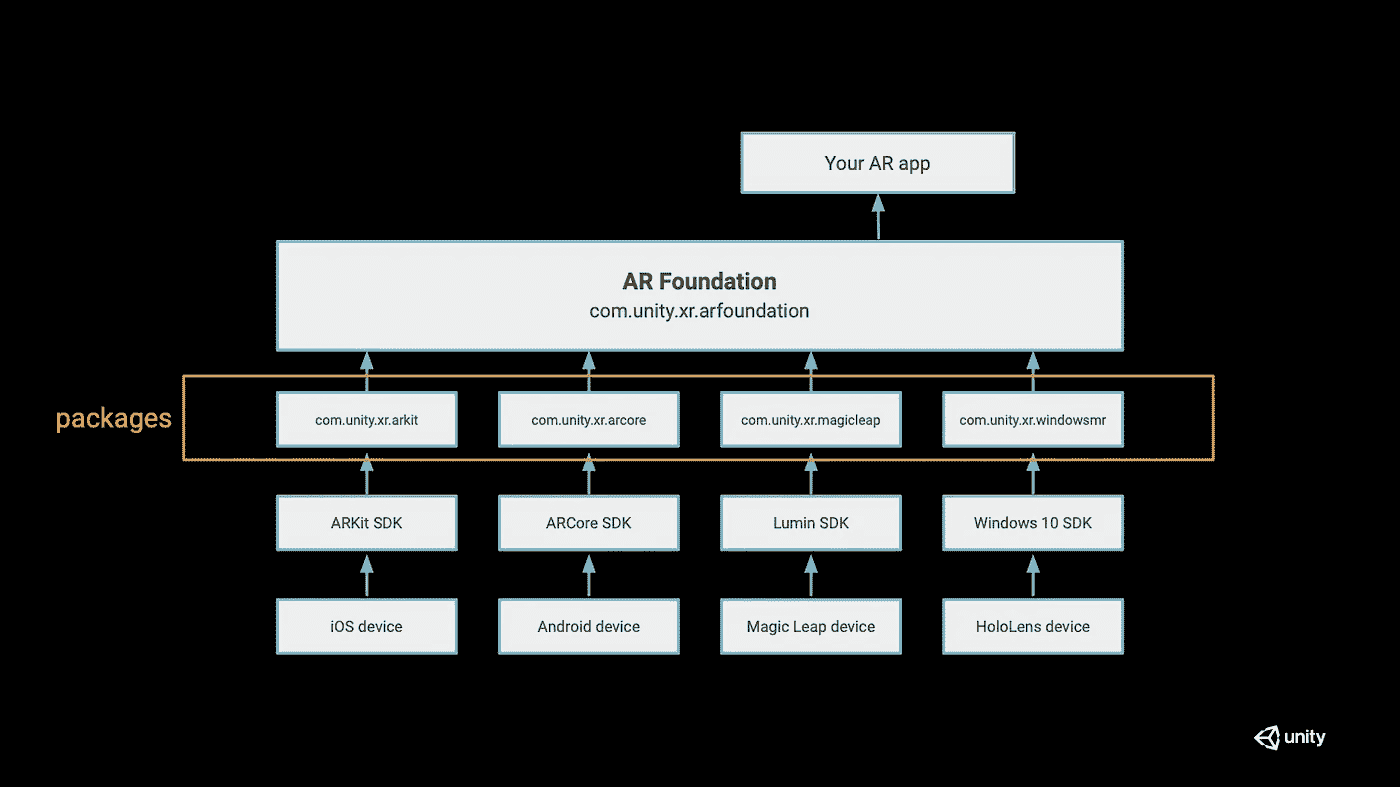 Your AR app
AR Foundation
com.unity.xr.arfoundation
packages
com.unity.xr.arkit
com.unity.xr.arcore
com.unity.xr.magicleap
com.unity.xr.windowsmr
ARKit SDK
ARCore SDK
Lumin SDK
Windows 10 SDK
iOS device
Android device
Magic Leap device
HoloLens device
unity